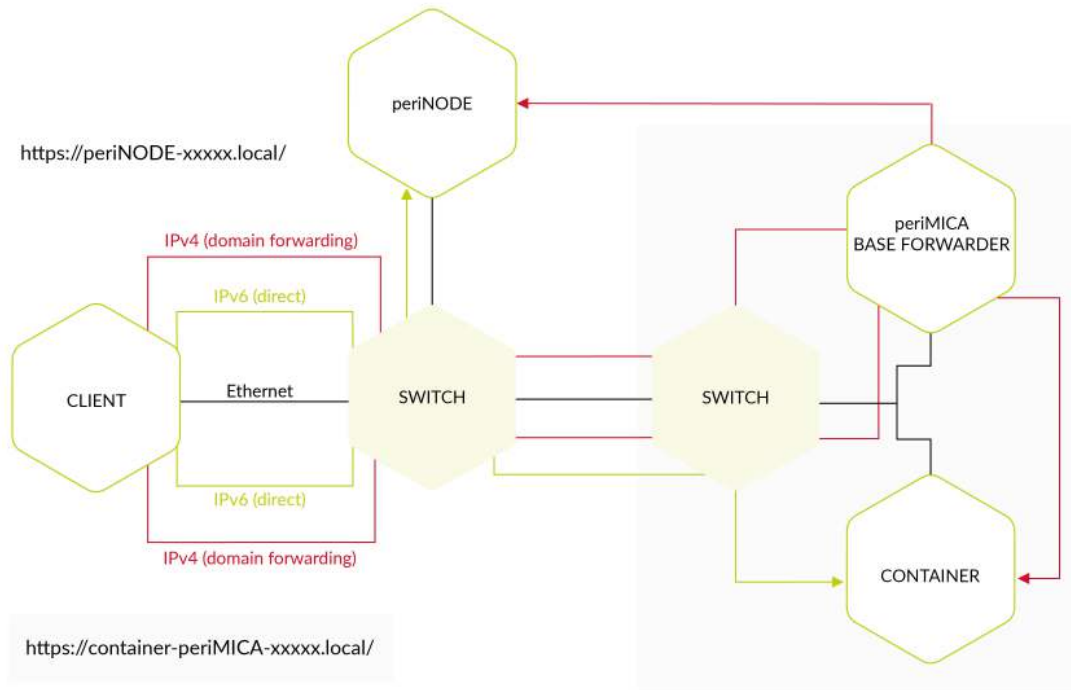 periNODE
https://periNODE-xxxxx.local/
periMICA
BASE FORWARDER
IPv4 (domain forwarding)
IPv6 (direct)
CLIENT
Ethernet
SWITCH
SWITCH
IPv6 (direct)
IPv4 (domain forwarding)
CONTAINER
https://container-periMICA-xxxxx.local/